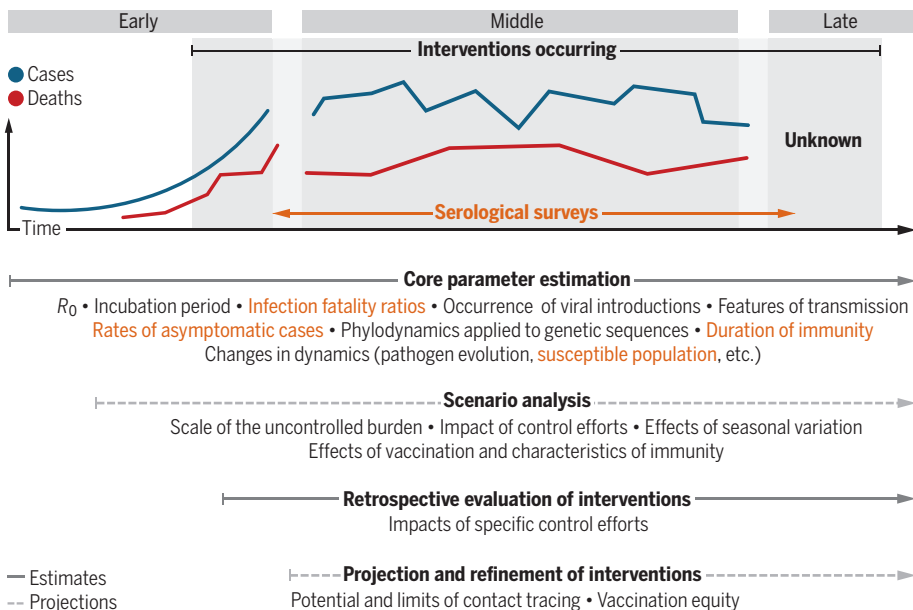 Early Middle Late
Interventions occurring
Cases
Deaths
Unknown
Serological surveys
Time
Core parameter estimation
R0 • Incubation period • Infection fatality ratios • Occurrence of viral introductions • Features of transmission
Rates of asymptomatic cases • Phylodynamics applied to genetic sequences • Duration of immunity
Changes in dynamics (pathogen evolution, susceptible population, etc.)
Scenario analysis
Scale of the uncontrolled burden • Impact of control efforts • Effects of seasonal variation
Effects of vaccination and characteristics of immunity
Retrospective evaluation of interventions
Impacts of specific control efforts
Projection and refinement of interventions
Potential and limits of contact tracing • Vaccination equity
Estimates
Projections